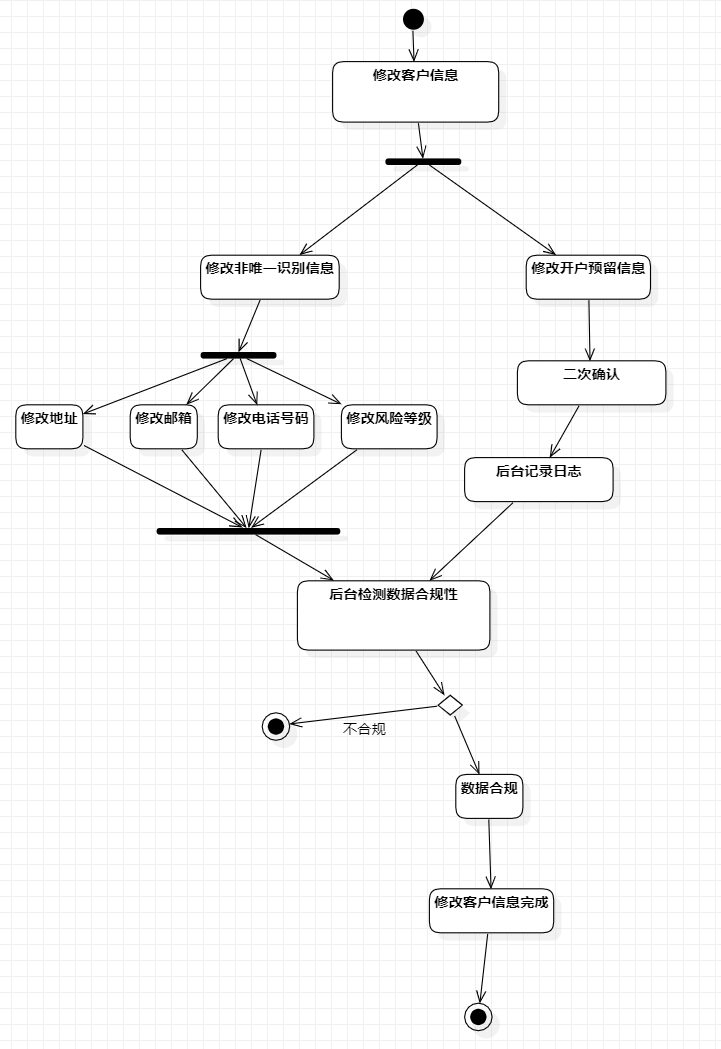 修改客户信息
修改非唯一识别信息
修改开户预留信息
二次确认
修改地址
修改邮箱
修改电话号码
修改风险等级
后台记录日志
后台检测数据合规性
不合规
数据合规
修改客户信息完成